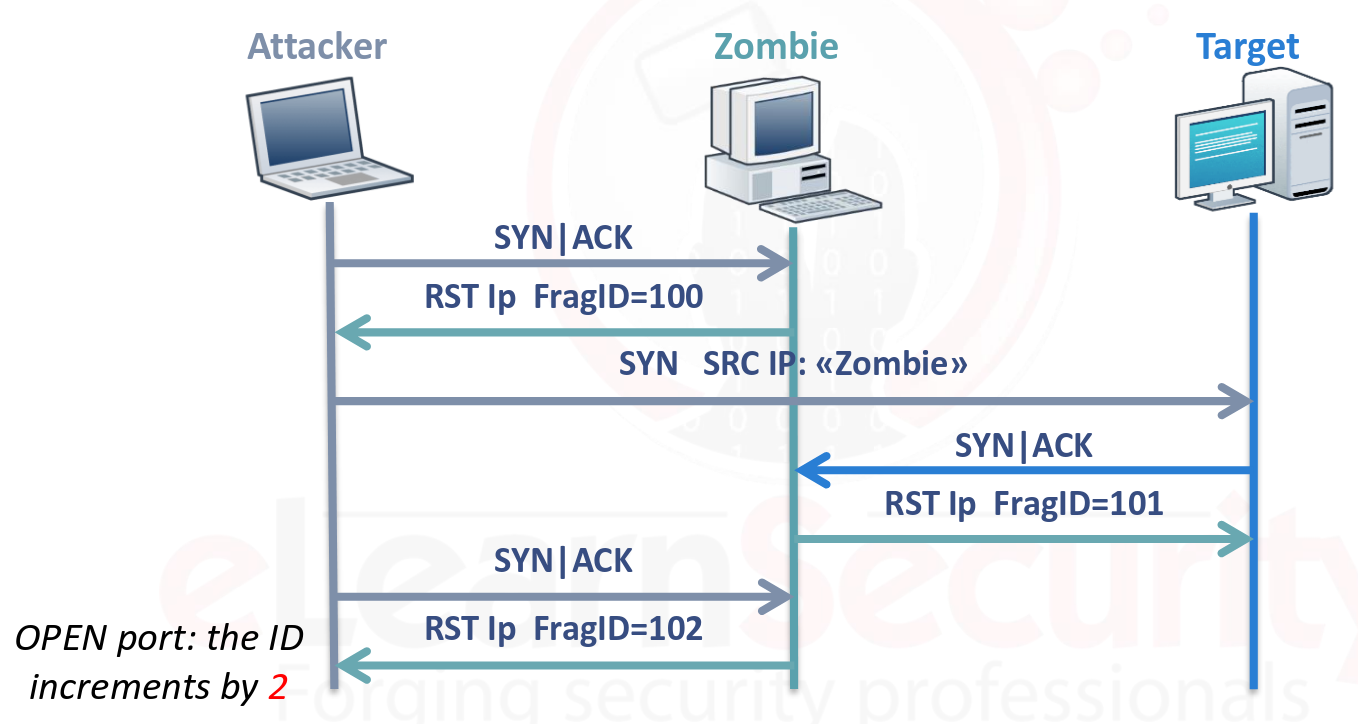 Attacker
Zombie
Target
SYN|ACK
RST Ip FragID=100
SYN SRC IP: «Zombie»
SYN|ACK
RST Ip FragID=101
SYN|ACK
RST Ip FragID=102
OPEN port: the ID
increments by 2
eLearnSecurity
Forging security professionals